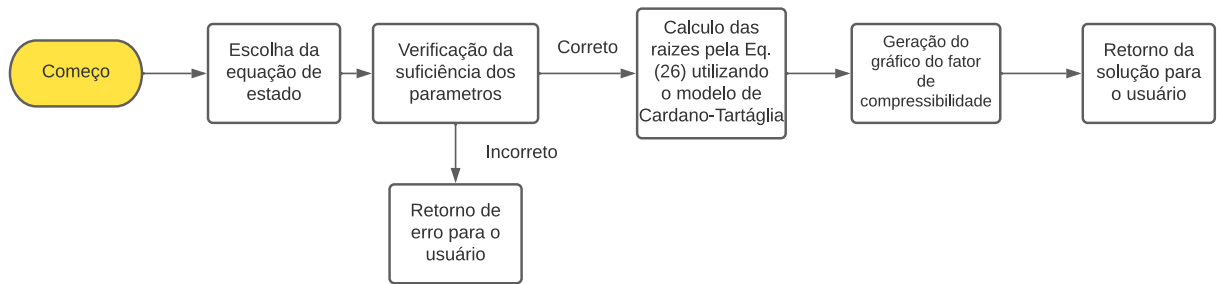 Começo
Escolha da
equação de
estado
Verificação da
suficiência dos
parametros
Correto
Incorreto
Retorno de
erro para o
usuário
Calculo das
raizes pela Eq.
(26) utilizando
o modelo de
Cardano-Tartáglia
Geração do
gráfico do fator
de
compressibilidade
Retorno da
solução para
o usuário